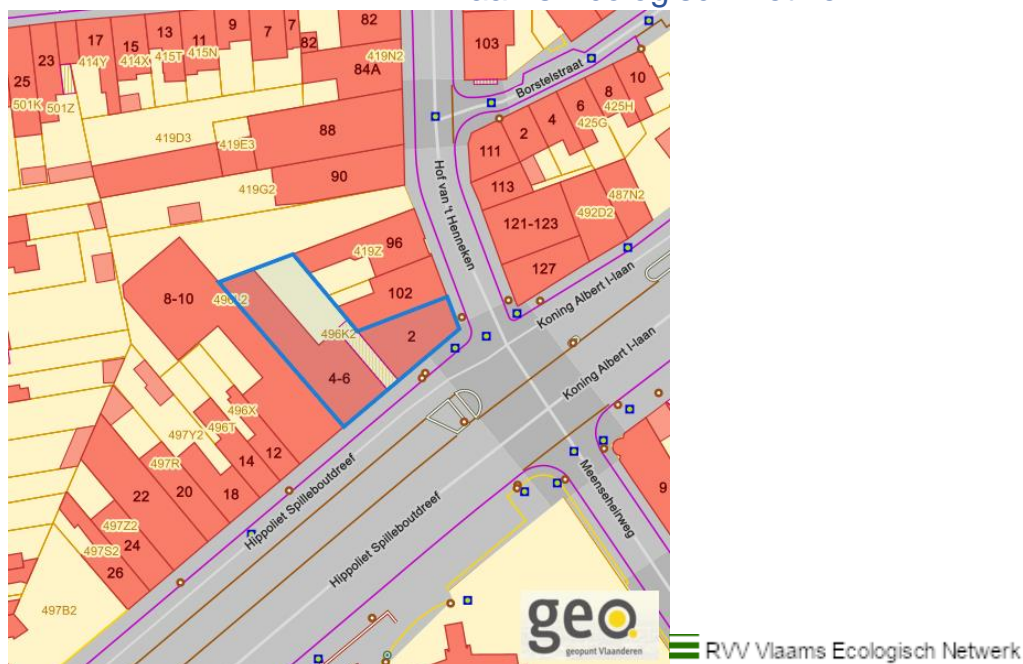 82
17
15
13
11
9
7
7
82
103
23
25
414Y
414X
415T
415N
419N2
84A
501K
501Z
Borstelstraat
10
8
6
4
2
425H
425G
88
419D3
419E3
111
90
419G2
113
487N2
492D2
Hof van 't Henneken
121-123
96
419Z
127
102
8-10
496K2
2
4-6
Koning Albert I-laan
Koning Albert I-laan
496X
496T
497Y2
497R
14
12
22
20
18
Meenseheirweg
9
Hippoliet Spilleboutdreef
Hippoliet Spilleboutdreef
497Z2
24
497S2
26
497B2
geo
geopunt Vlaanderen
RVV Vlaams Ecologisch Netwerk